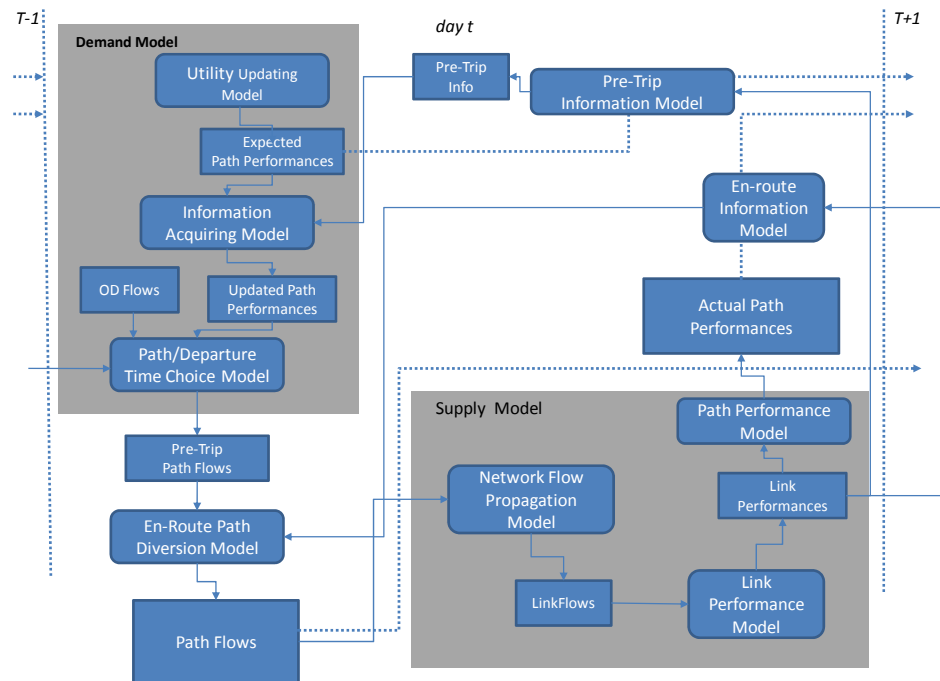 T-1
day t
T+1
Demand Model
Utility Updating
Model
Pre-Trip
Info
Pre-Trip
Information Model
Expected
Path Performances
Information
Acquiring Model
En-route
Information
Model
OD Flows
Updated Path
Performances
Actual Path
Performances
Path/Departure
Time Choice Model
Supply Model
Path Performance
Model
Pre-Trip
Path Flows
Network Flow
Propagation
Model
Link
Performances
En-Route Path
Diversion Model
LinkFlows
Link
Performance
Model
Path Flows